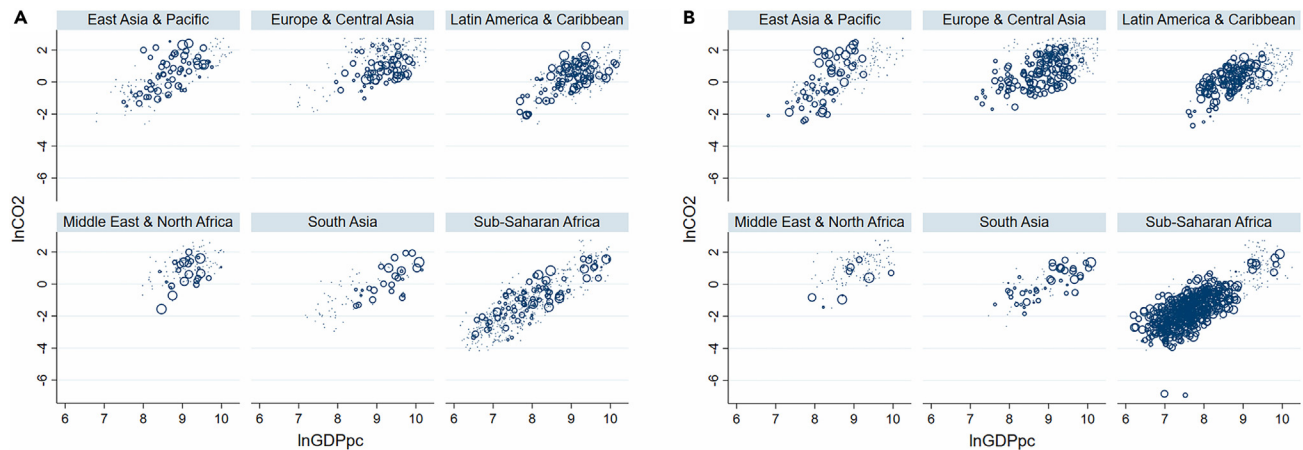 A
East Asia & Pacific
Europe & Central Asia
Latin America & Caribbean
2
0
-2
-4
-6
Middle East & North Africa
South Asia
Sub-Saharan Africa
2
0
-2
-4
-6
lnCO2
6 7 8 9 10 6 7 8 9 10 6 7 8 9 10
lnGDPpc
B
East Asia & Pacific
Europe & Central Asia
Latin America & Caribbean
2
0
-2
-4
-6
Middle East & North Africa
South Asia
Sub-Saharan Africa
2
0
-2
-4
-6
lnCO2
6 7 8 9 10 6 7 8 9 10 6 7 8 9 10
lnGDPpc